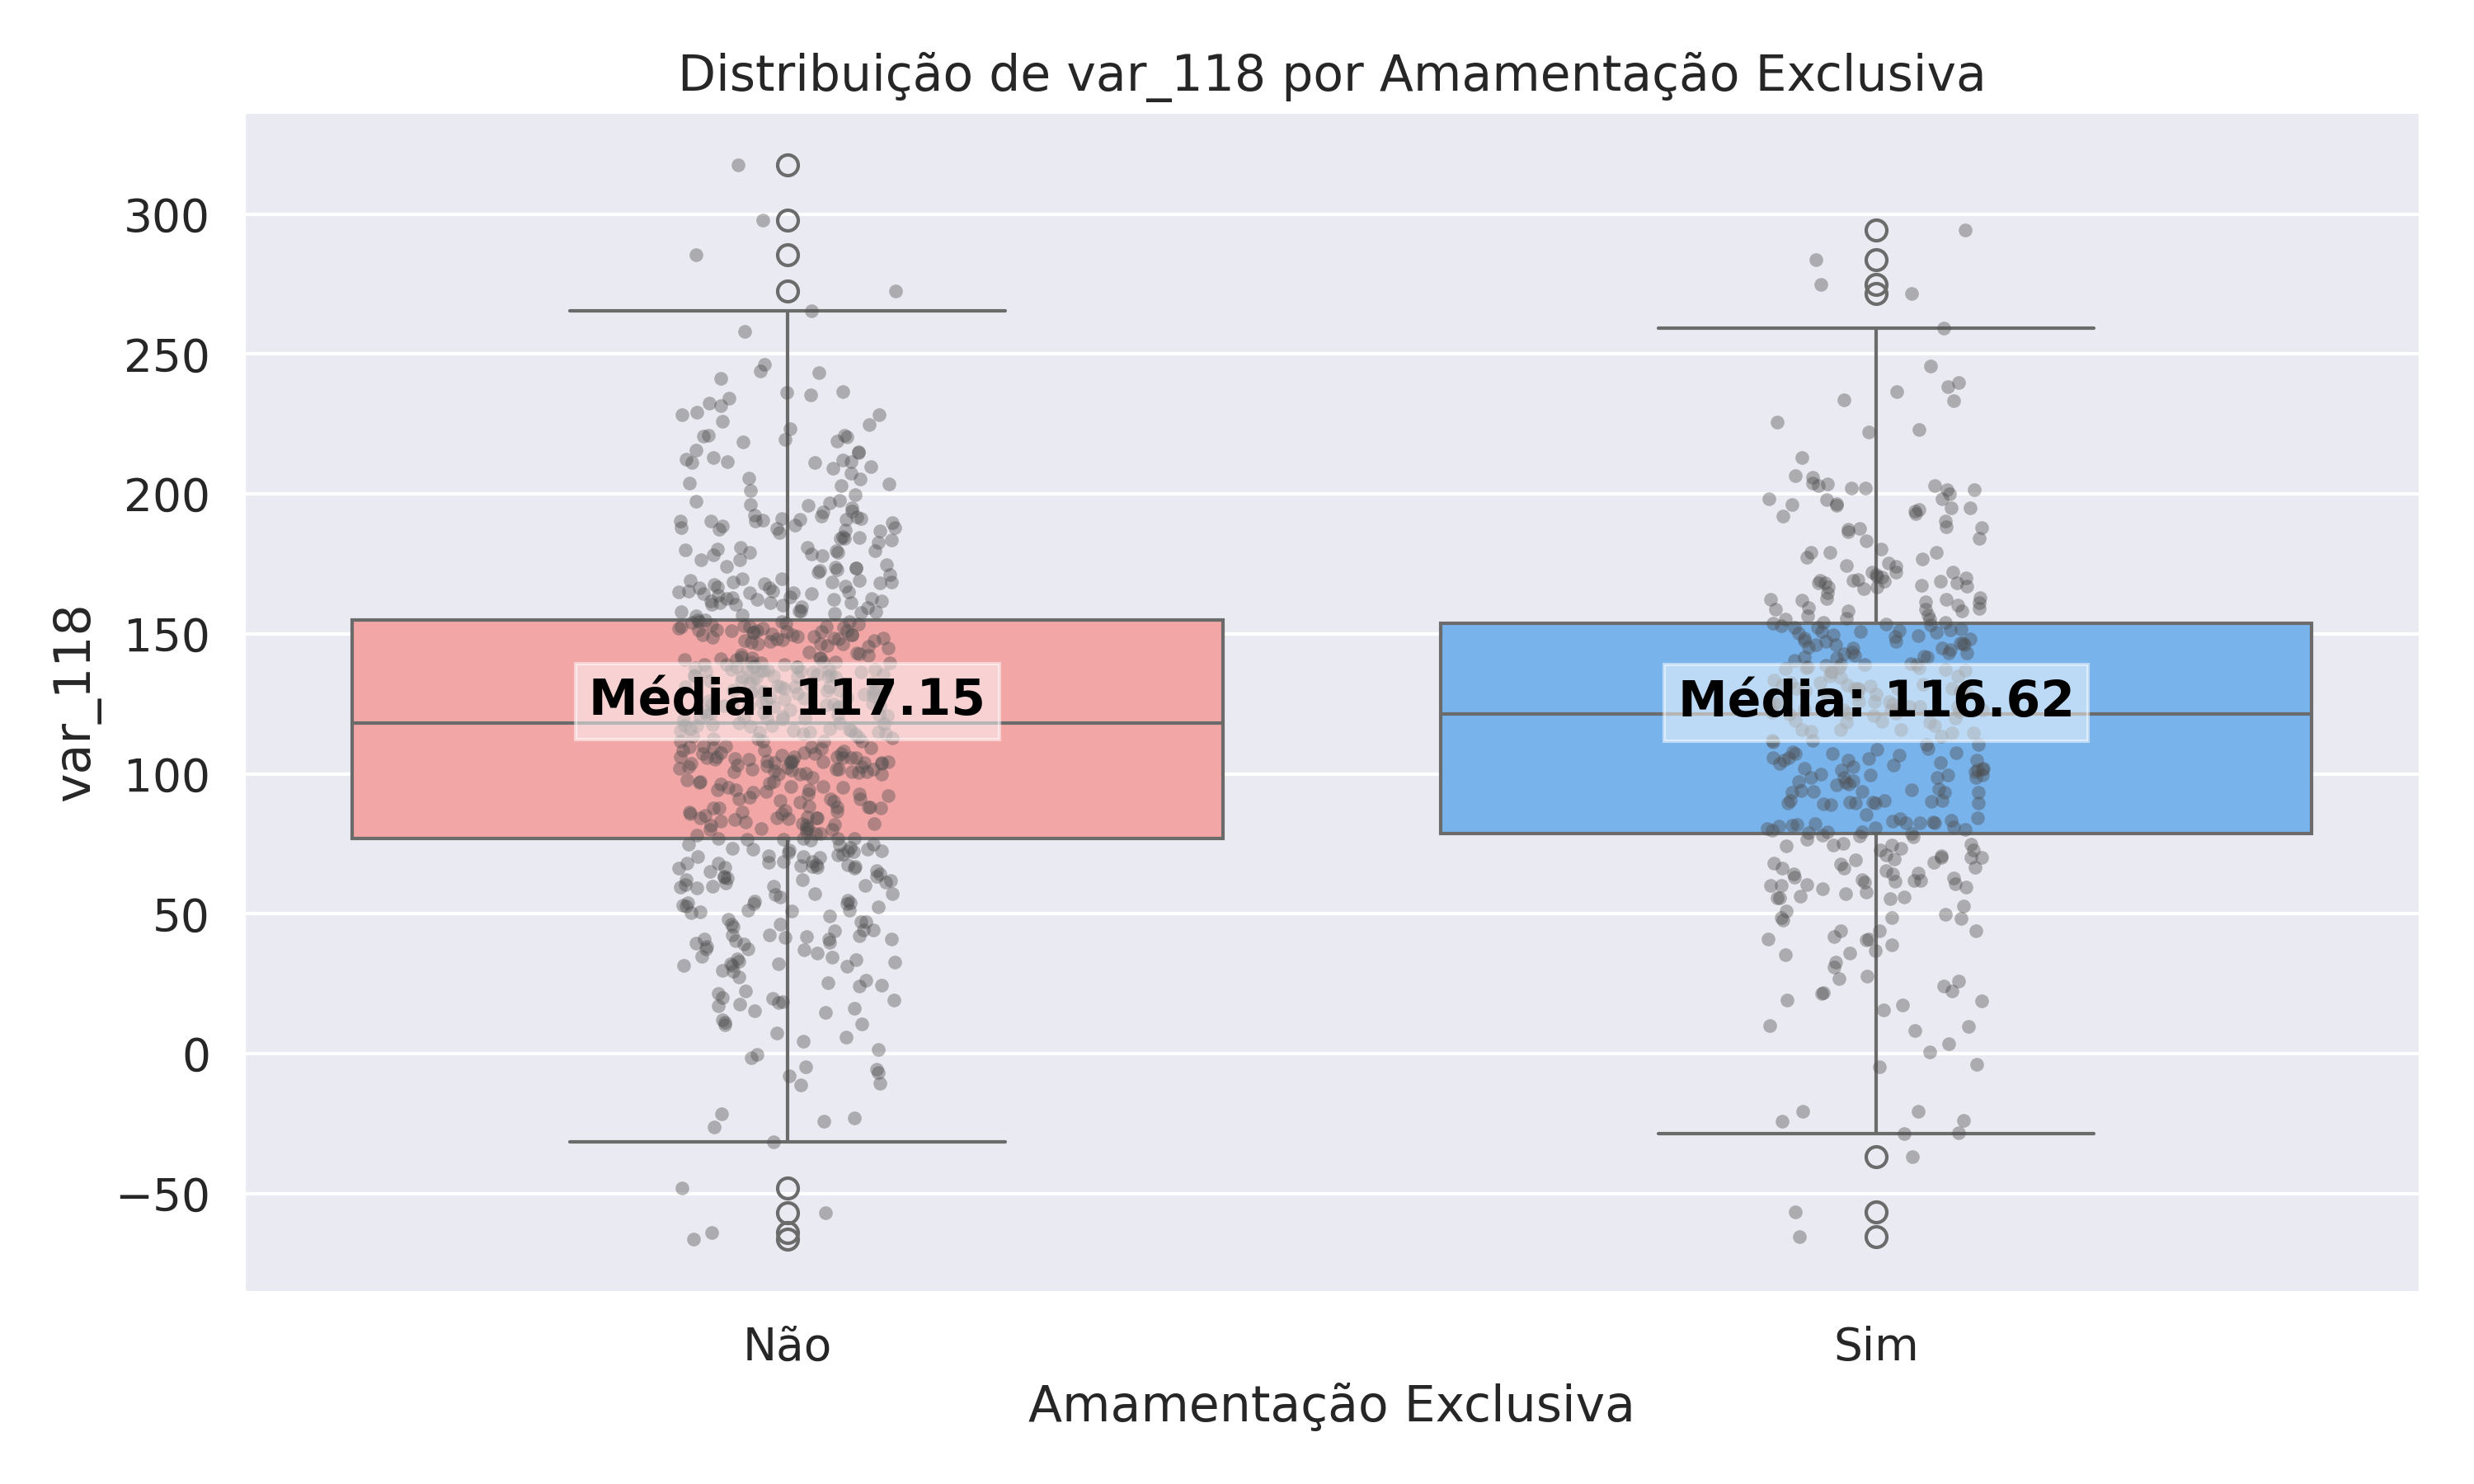 Distribuição de var_118 por Amamentação Exclusiva
var_118
300
250
200
150
100
50
0
−50
Média: 117.15
Média: 116.62
Não
Sim
Amamentação Exclusiva